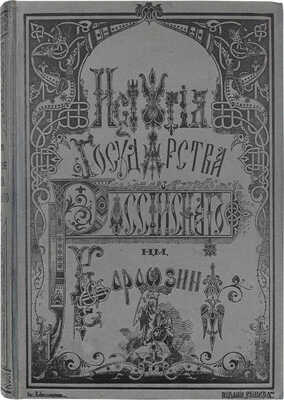 Исторія
Государства
Россійскаго
Н.М.
Карамзина